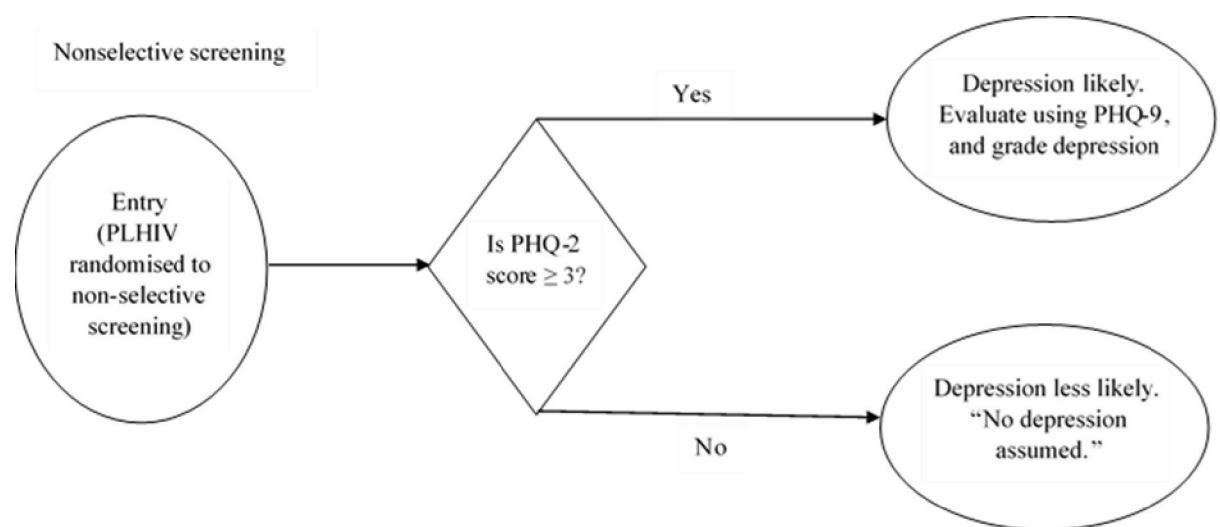 Nonselective screening
Entry
(PLHIV
randomised to
non-selective
screening)
Is PHQ-2
score ≥ 3?
Yes
Depression likely.
Evaluate using PHQ-9,
and grade depression
No
Depression less likely.
“No depression
assumed.”